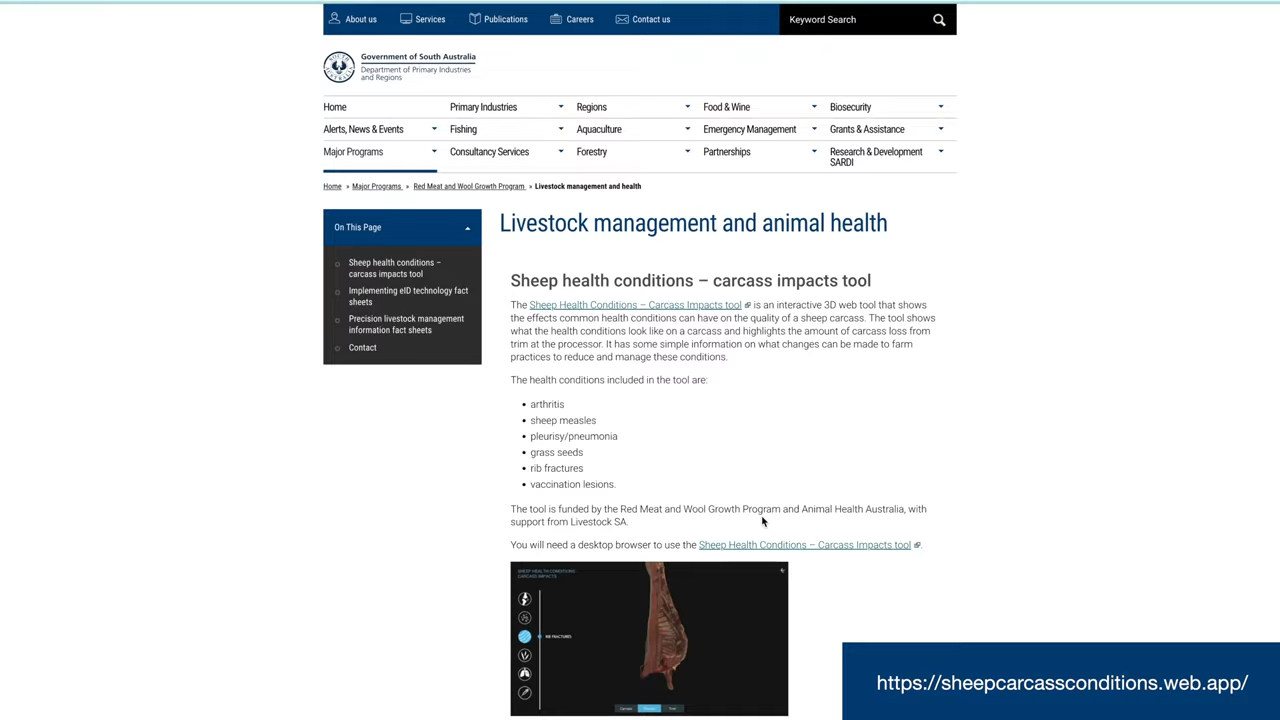 About us
Services
Publications
Careers
Contact us
Keyword Search
Government of South Australia
Department of Primary Industries
and Regions
Home
Primary Industries
Regions
Food & Wine
Biosecurity
Alerts, News & Events
Fishing
Aquaculture
Emergency Management
Grants & Assistance
Major Programs
Consultancy Services
Forestry
Partnerships
Research & Development
SARDI
Home » Major Programs » Red Meat and Wool Growth Program » Livestock management and health
On This Page
Sheep health conditions –
carcass impacts tool
Implementing eID technology fact
sheets
Precision livestock management
information fact sheets
Contact
Livestock management and animal health
Sheep health conditions – carcass impacts tool
The Sheep Health Conditions – Carcass Impacts tool is an interactive 3D web tool that shows
the effects common health conditions can have on the quality of a sheep carcass. The tool shows
what the health conditions look like on a carcass and highlights the amount of carcass loss from
trim at the processor. It has some simple information on what changes can be made to farm
practices to reduce and manage these conditions.
The health conditions included in the tool are:
• arthritis
• sheep measles
• pleurisy/pneumonia
• grass seeds
• rib fractures
• vaccination lesions.
The tool is funded by the Red Meat and Wool Growth Program and Animal Health Australia, with
support from Livestock SA.
You will need a desktop browser to use the Sheep Health Conditions – Carcass Impacts tool.
SHEEP HEALTH CONDITIONS
CARCASS IMPACTS
RIB FRACTURES
https://sheepcarcassconditions.web.app/